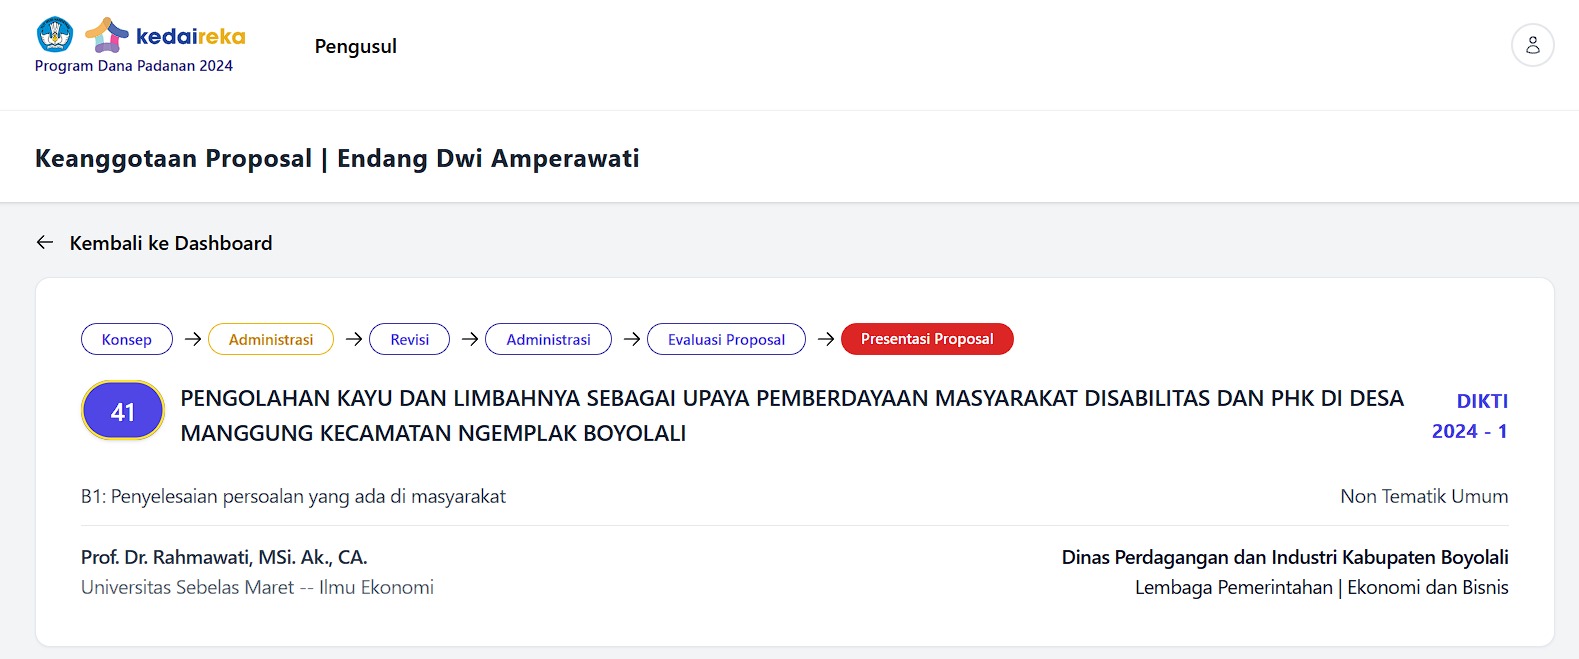 kedaireka
Program Dana Padanan 2024
Pengusul
Keanggotaan Proposal | Endang Dwi Amperawati
← Kembali ke Dashboard
Konsep → Administrasi → Revisi → Administrasi → Evaluasi Proposal → Presentasi Proposal
41
PENGOLAHAN KAYU DAN LIMBAHNYA SEBAGAI UPAYA PEMBERDAYAAN MASYARAKAT DISABILITAS DAN PHK DI DESA
MANGGUNG KECAMATAN NGEMPLAK BOYOLALI
DIKTI
2024 - 1
B1: Penyelesaian persoalan yang ada di masyarakat
Non Tematik Umum
Prof. Dr. Rahmawati, MSi. Ak., CA.
Universitas Sebelas Maret -- Ilmu Ekonomi
Dinas Perdagangan dan Industri Kabupaten Boyolali
Lembaga Pemerintahan | Ekonomi dan Bisnis